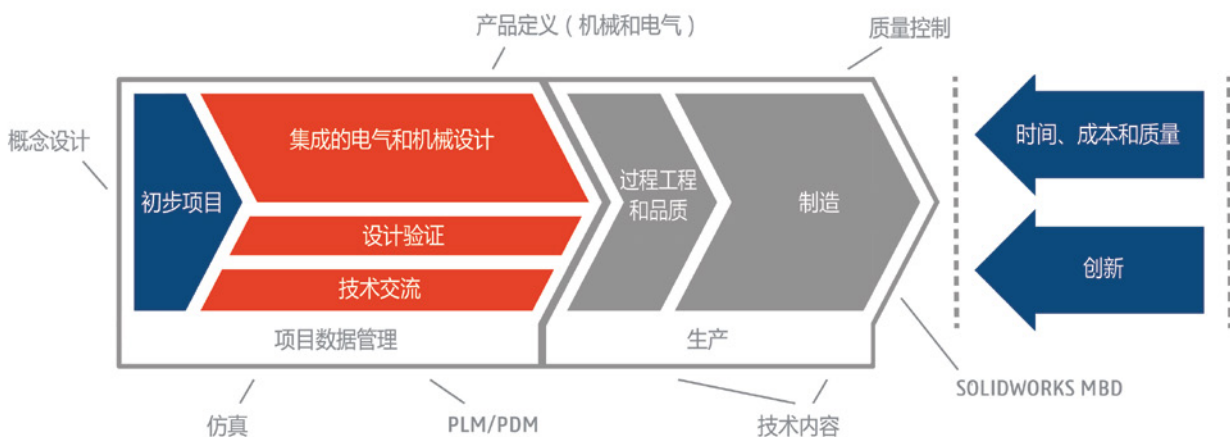 产品定义（机械和电气）
质量控制
概念设计
初步项目
集成的电气和机械设计
设计验证
技术交流
过程工程
和品质
制造
时间、成本和质量
创新
项目数据管理
生产
仿真
PLM/PDM
技术内容
SOLIDWORKS MBD